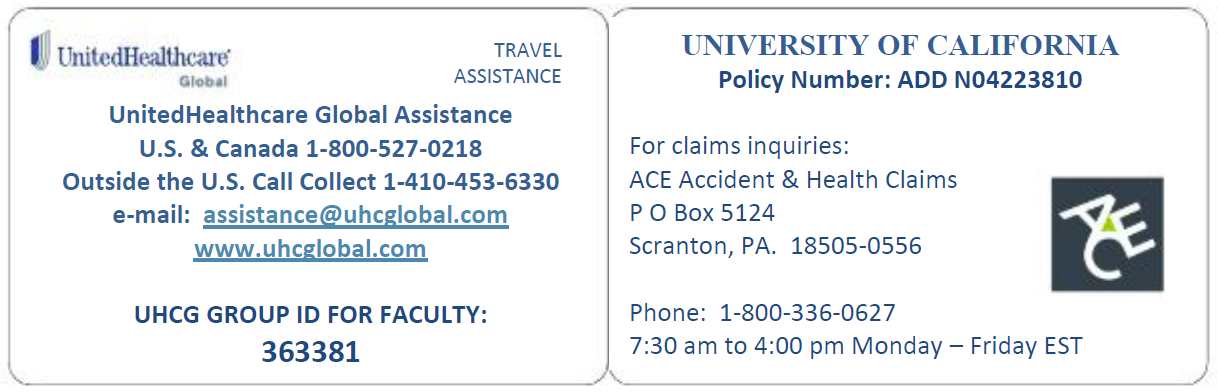 UnitedHealthcare®
Global
TRAVEL
ASSISTANCE
UnitedHealthcare Global Assistance
U.S. & Canada 1-800-527-0218
Outside the U.S. Call Collect 1-410-453-6330
e-mail:  assistance@uhcglobal.com
www.uhcglobal.com
UHCG GROUP ID FOR FACULTY:
363381
UNIVERSITY OF CALIFORNIA
Policy Number: ADD N04223810
For claims inquiries:
ACE Accident & Health Claims
P O Box 5124
Scranton, PA.  18505-0556
ACE
Phone:  1-800-336-0627
7:30 am to 4:00 pm Monday – Friday EST